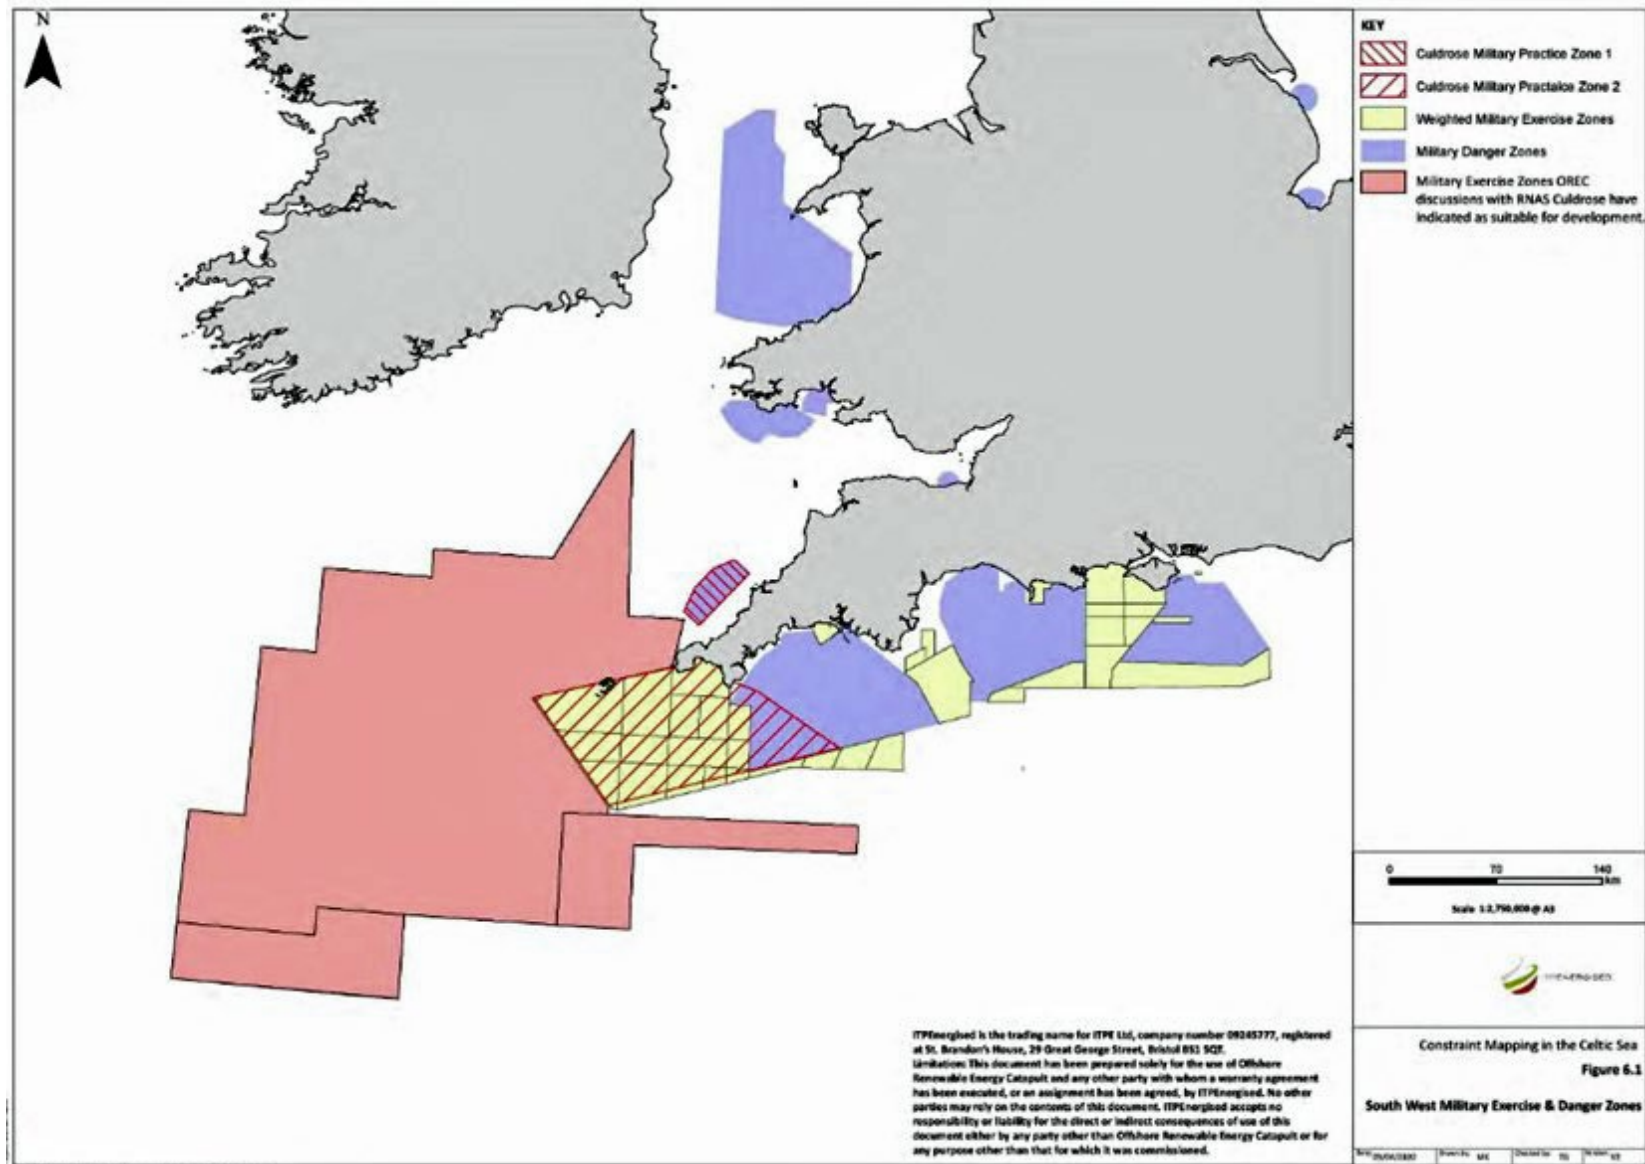 N
KEY
Culdrose Military Practice Zone 1
Culdrose Military Practaice Zone 2
Weighted Military Exercise Zones
Military Danger Zones
Military Exercise Zones OREC
discussions with RNAS Culdrose have
indicated as suitable for development.
0 70 140
km
Scale 1:2,750,000 @ A3
Constraint Mapping in the Celtic Sea
Figure 6.1
South West Military Exercise & Danger Zones
ITPEnergised is the trading name for ITPE Ltd, company number 09245777, registered
at St. Brandon's House, 29 Great George Street, Bristol BS1 5QT.
Limitation: This document has been prepared solely for the use of Offshore
Renewable Energy Catapult and any other party with whom a warranty agreement
has been executed, or an assignment has been agreed, by ITPEnergised. No other
parties may rely on the contents of this document. ITPEnergised accepts no
responsibility or liability for the direct or indirect consequences of use of this
document either by any party other than Offshore Renewable Energy Catapult or for
any purpose other than that for which it was commissioned.